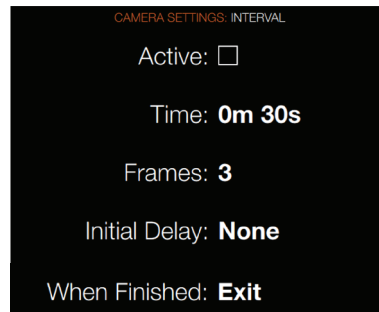 CAMERA SETTINGS: INTERVAL
Active:
Time: 0m 30s
Frames: 3
Initial Delay: None
When Finished: Exit